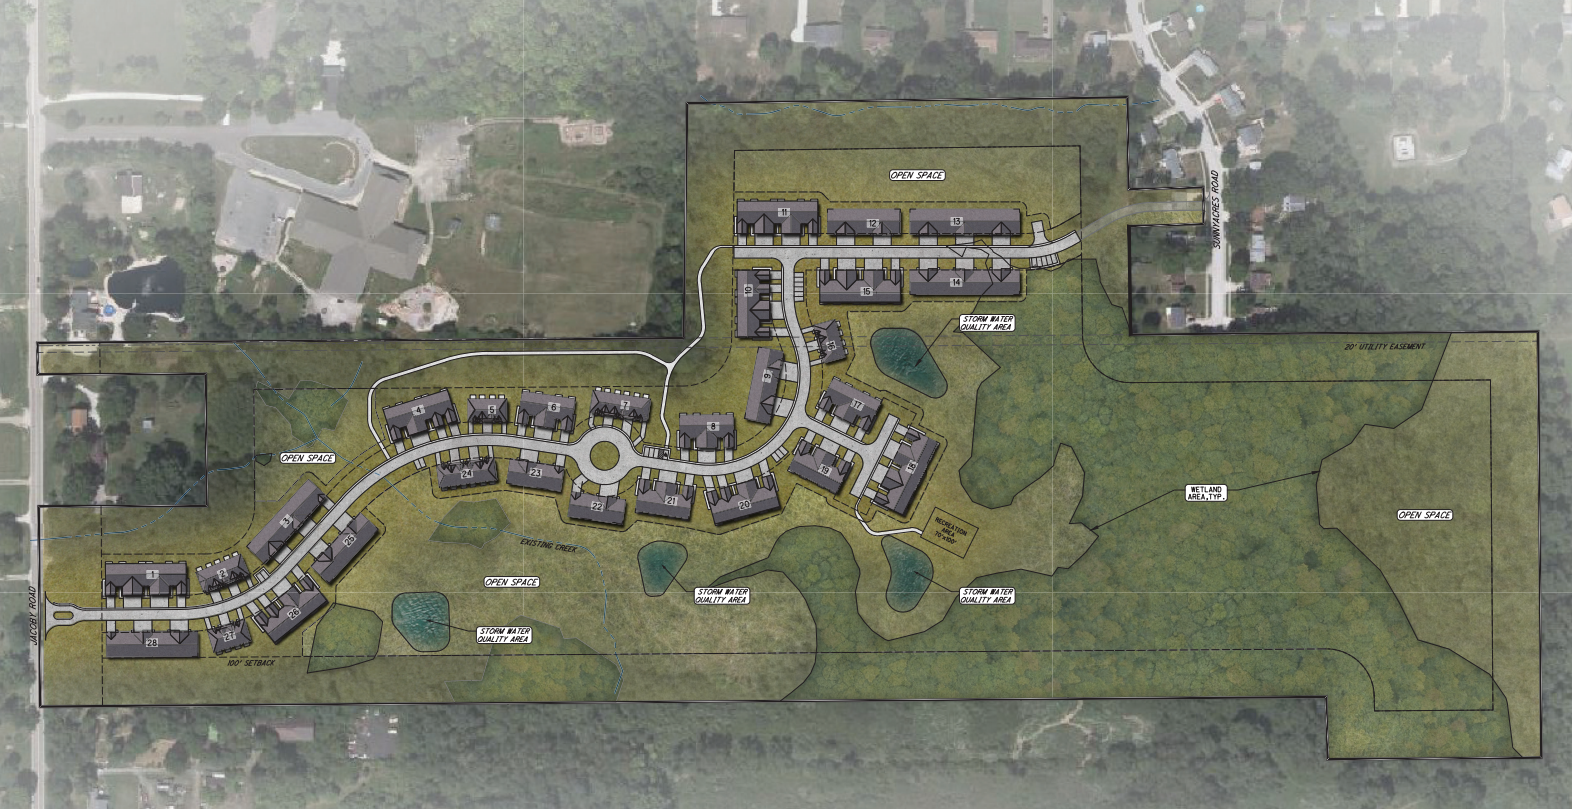 OPEN SPACE
SUNNYACRES ROAD
11
12
13
10
15
14
STORM WATER
QUALITY AREA
16
20' UTILITY EASEMENT
9
4
5
6
7
17
8
OPEN SPACE
18
24
23
19
21
22
20
WETLAND
AREA, TYP.
OPEN SPACE
3
RECREATION
AREA
70'x100'
25
EXISTING CREEK
1
2
OPEN SPACE
STORM WATER
QUALITY AREA
STORM WATER
QUALITY AREA
JACOBY ROAD
26
27
28
STORM WATER
QUALITY AREA
100' SETBACK